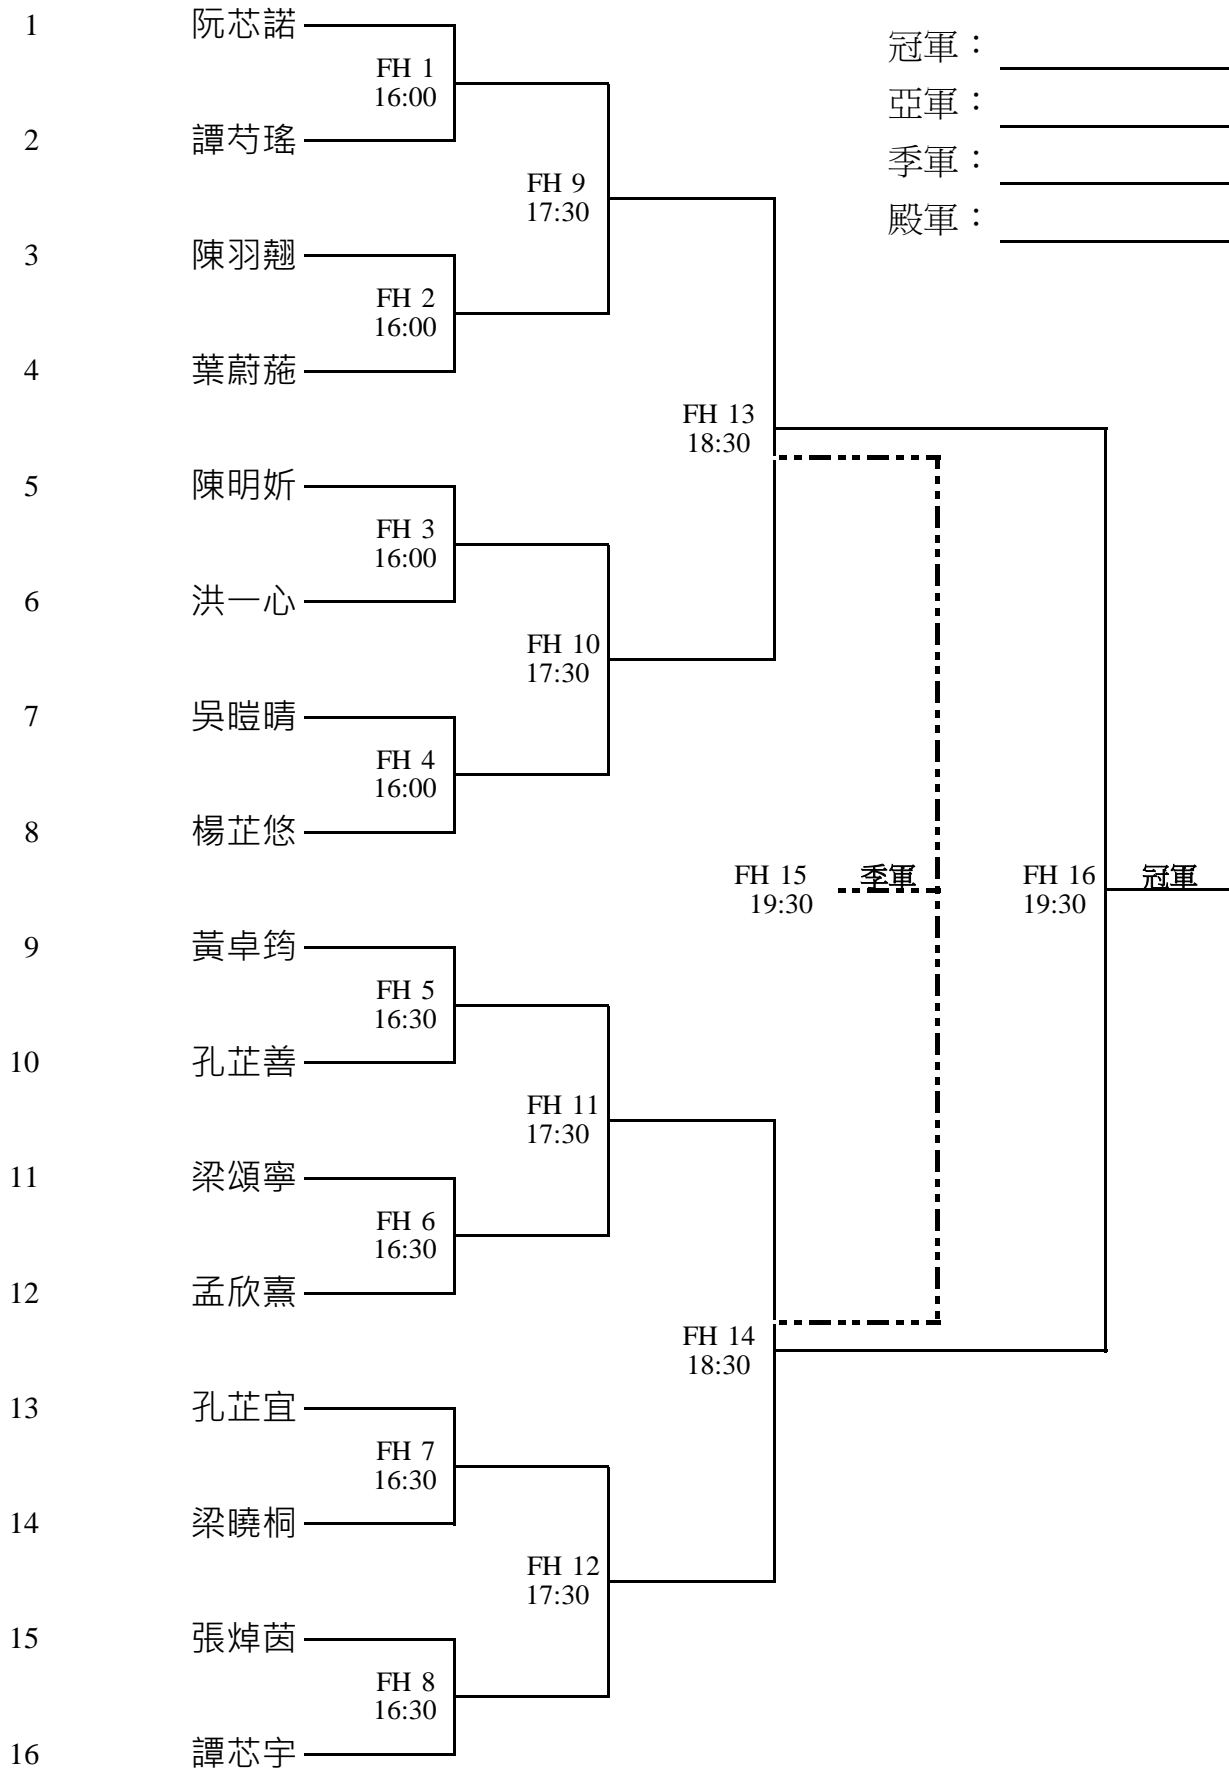 1 阮芯諾
FH 1
16:00
2 譚芍瑤
冠軍：
亞軍：
季軍：
殿軍：
FH 9
17:30
3 陳羽翹
FH 2
16:00
4 葉蔚葹
FH 13
18:30
5 陳明妡
FH 3
16:00
6 洪一心
FH 10
17:30
7 吳暟晴
FH 4
16:00
8 楊芷悠
FH 15
19:30
季軍
FH 16
19:30
冠軍
9 黃卓筠
FH 5
16:30
10 孔芷善
FH 11
17:30
11 梁頌寧
FH 6
16:30
12 孟欣熹
FH 14
18:30
13 孔芷宜
FH 7
16:30
14 梁曉桐
FH 12
17:30
15 張焯茵
FH 8
16:30
16 譚芯宇